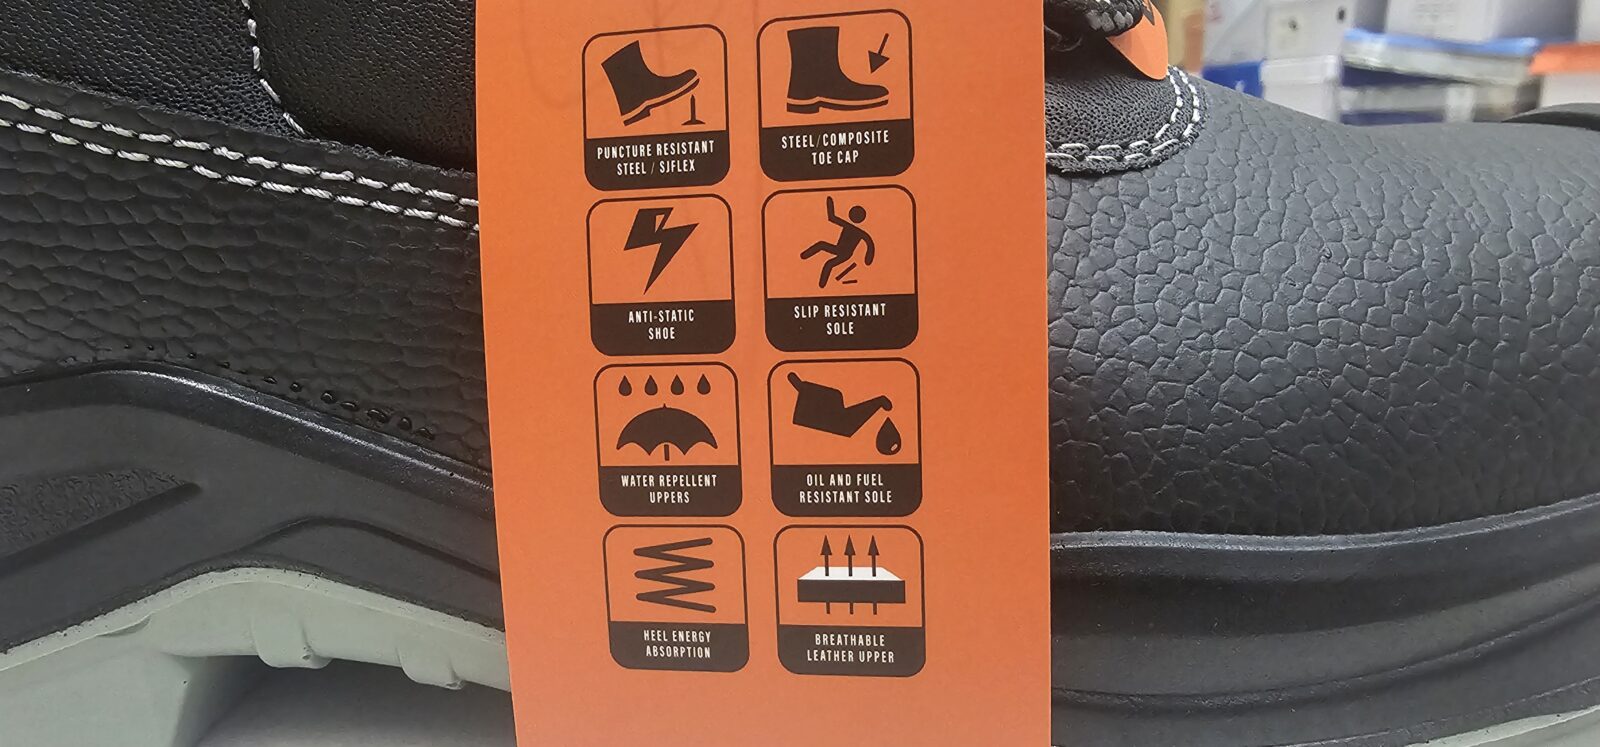 PUNCTURE RESISTANT
STEEL / SJFLEX
STEEL/COMPOSITE
TOE CAP
ANTI-STATIC
SHOE
SLIP RESISTANT
SOLE
WATER REPELLENT
UPPERS
OIL AND FUEL
RESISTANT SOLE
HEEL ENERGY
ABSORPTION
BREATHABLE
LEATHER UPPER